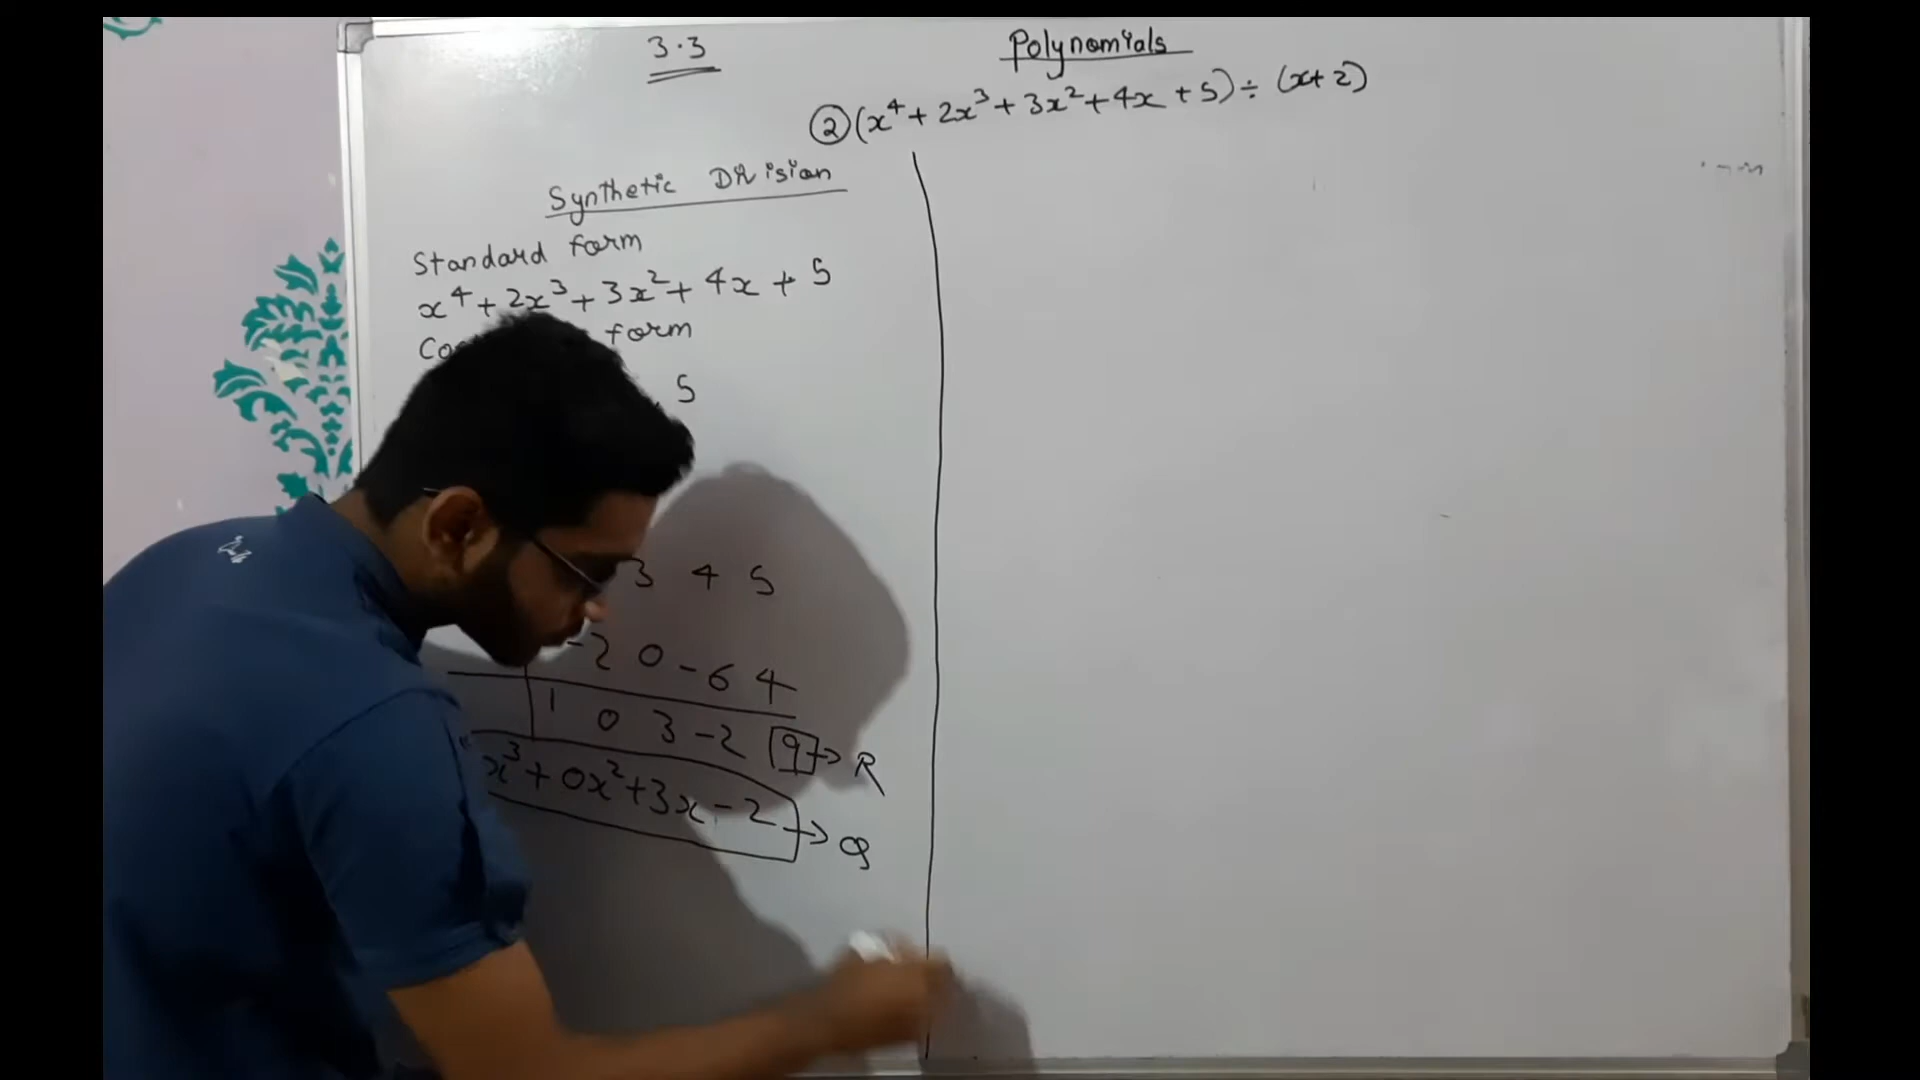 3.3
Polynomials
② (x⁴ + 2x³ + 3x² + 4x + 5) ÷ (x + 2)
Synthetic Division
Standard form
x⁴ + 2x³ + 3x² + 4x + 5
form
5
3 4 5
-2 0 -6 4
1 0 3 -2 9 → R
x³ + 0x² + 3x - 2 → Q